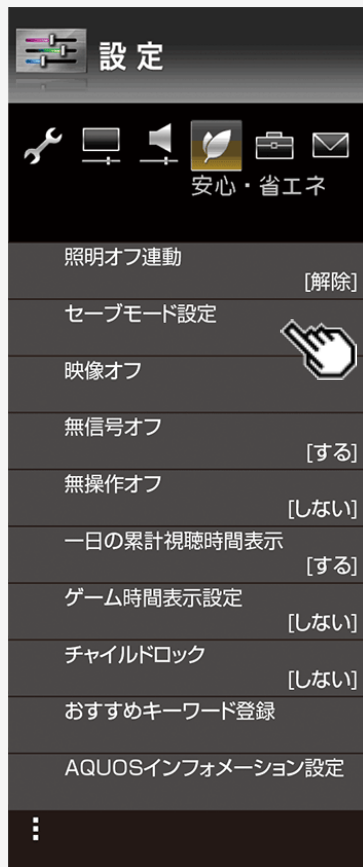 設定
安心・省エネ
照明オフ連動
[解除]
セーブモード設定
映像オフ
無信号オフ
[する]
無操作オフ
[しない]
一日の累計視聴時間表示
[する]
ゲーム時間表示設定
[しない]
チャイルドロック
[しない]
おすすめキーワード登録
AQUOSインフォメーション設定